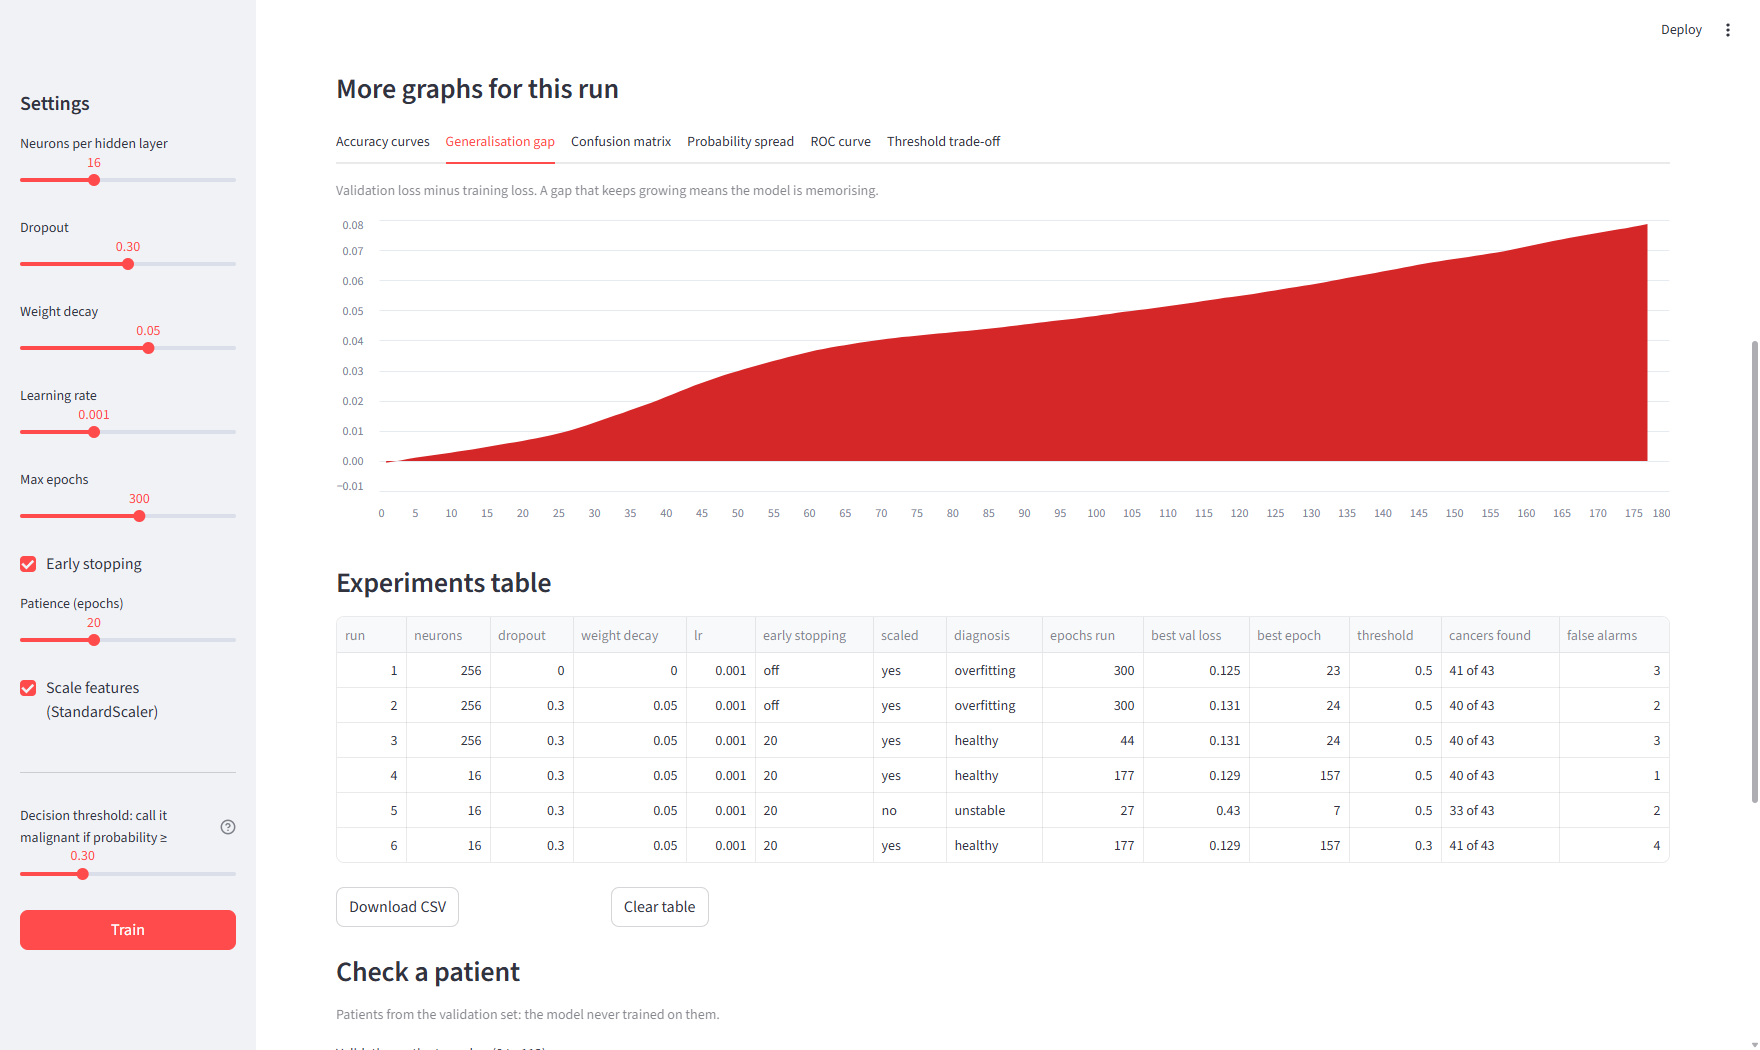 Deploy
Settings
Neurons per hidden layer
16
Dropout
0.30
Weight decay
0.05
Learning rate
0.001
Max epochs
300
Early stopping
Patience (epochs)
20
Scale features
(StandardScaler)
Decision threshold: call it
malignant if probability ≥
0.30
Train
More graphs for this run
Accuracy curves Generalisation gap Confusion matrix Probability spread ROC curve Threshold trade-off
Validation loss minus training loss. A gap that keeps growing means the model is memorising.
0.08
0.07
0.06
0.05
0.04
0.03
0.02
0.01
0.00
−0.01
0 5 10 15 20 25 30 35 40 45 50 55 60 65 70 75 80 85 90 95 100 105 110 115 120 125 130 135 140 145 150 155 160 165 170 175 180
Experiments table
run neurons dropout weight decay lr early stopping scaled diagnosis epochs run best val loss best epoch threshold cancers found false alarms
1 256 0 0 0.001 off yes overfitting 300 0.125 23 0.5 41 of 43 3
2 256 0.3 0.05 0.001 off yes overfitting 300 0.131 24 0.5 40 of 43 2
3 256 0.3 0.05 0.001 20 yes healthy 44 0.131 24 0.5 40 of 43 3
4 16 0.3 0.05 0.001 20 yes healthy 177 0.129 157 0.5 40 of 43 1
5 16 0.3 0.05 0.001 20 no unstable 27 0.43 7 0.5 33 of 43 2
6 16 0.3 0.05 0.001 20 yes healthy 177 0.129 157 0.3 41 of 43 4
Download CSV Clear table
Check a patient
Patients from the validation set: the model never trained on them.